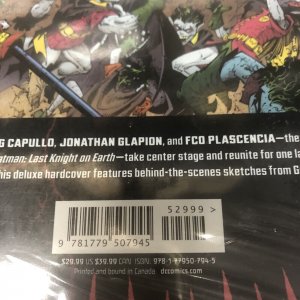 G CAPULLO, JONATHAN GLAPION, and FCO PLASCENCIA—the
atman: Last Knight on Earth—take center stage and reunite for one la
his deluxe hardcover features behind-the-scenes sketches from G
52999 >
9 781779 507945
$29.99 US $39.99 CAN ISBN: 978 1-77950-794-5
Printed and bound in Canada. dccomics.com